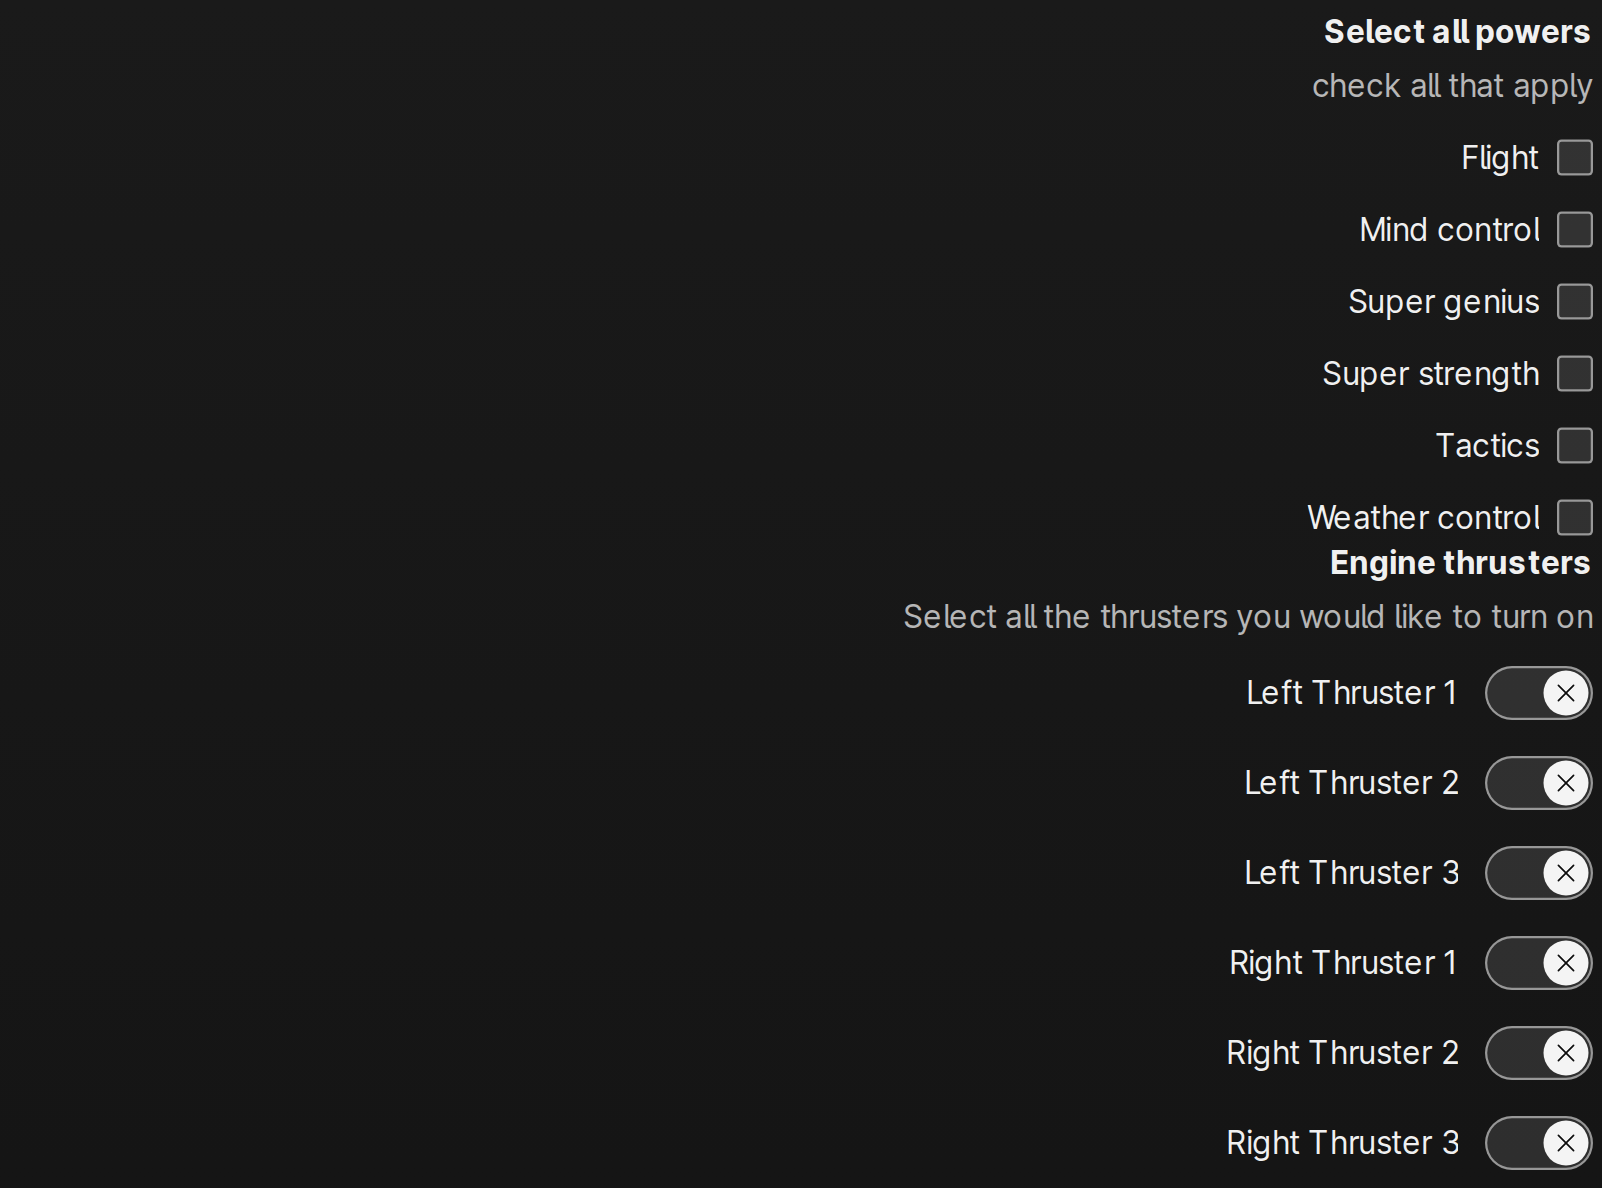 Select all powers
check all that apply
Flight
Mind control
Super genius
Super strength
Tactics
Weather control
Engine thrusters
Select all the thrusters you would like to turn on
Left Thruster 1
Left Thruster 2
Left Thruster 3
Right Thruster 1
Right Thruster 2
Right Thruster 3